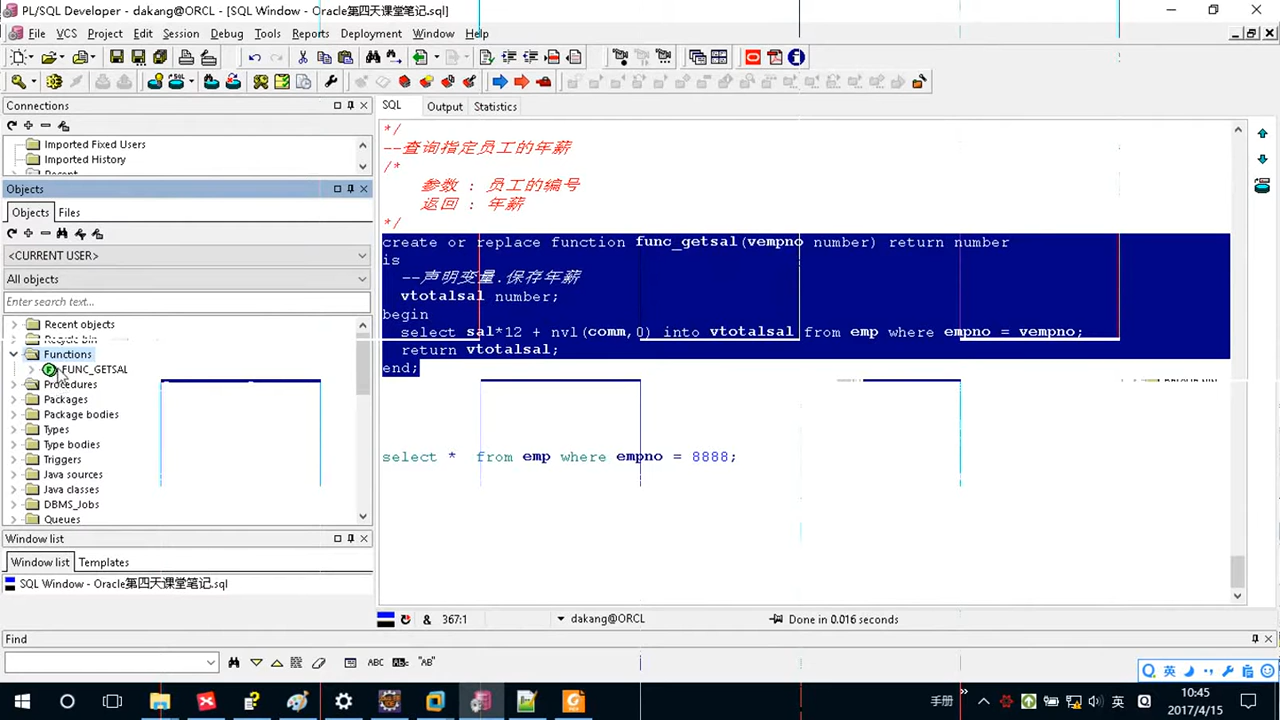 PL/SQL Developer - dakang@ORCL - [SQL Window - Oracle第四天课堂笔记.sql]
File VCS Project Edit Session Debug Tools Reports Deployment Window Help
Connections
Imported Fixed Users
Imported History
Recent
Objects
Objects Files
<CURRENT USER>
All objects
Enter search text...
Recent objects
Recycle bin
Functions
FUNC_GETSAL
Procedures
Packages
Package bodies
Types
Type bodies
Triggers
Java sources
Java classes
DBMS_Jobs
Queues
Window list
Window list Templates
SQL Window - Oracle第四天课堂笔记.sql
SQL Output Statistics
*/
--查询指定员工的年薪
/*
参数 : 员工的编号
返回 : 年薪
*/
create or replace function func_getsal(vempno number) return number
is
--声明变量.保存年薪
vtotalsal number;
begin
select sal*12 + nvl(comm,0) into vtotalsal from emp where empno = vempno;
return vtotalsal;
end;
select * from emp where empno = 8888;
& 367:1 dakang@ORCL Done in 0.016 seconds
Find
ABC Abc "AB"
英
手册 英
10:45
2017/4/15